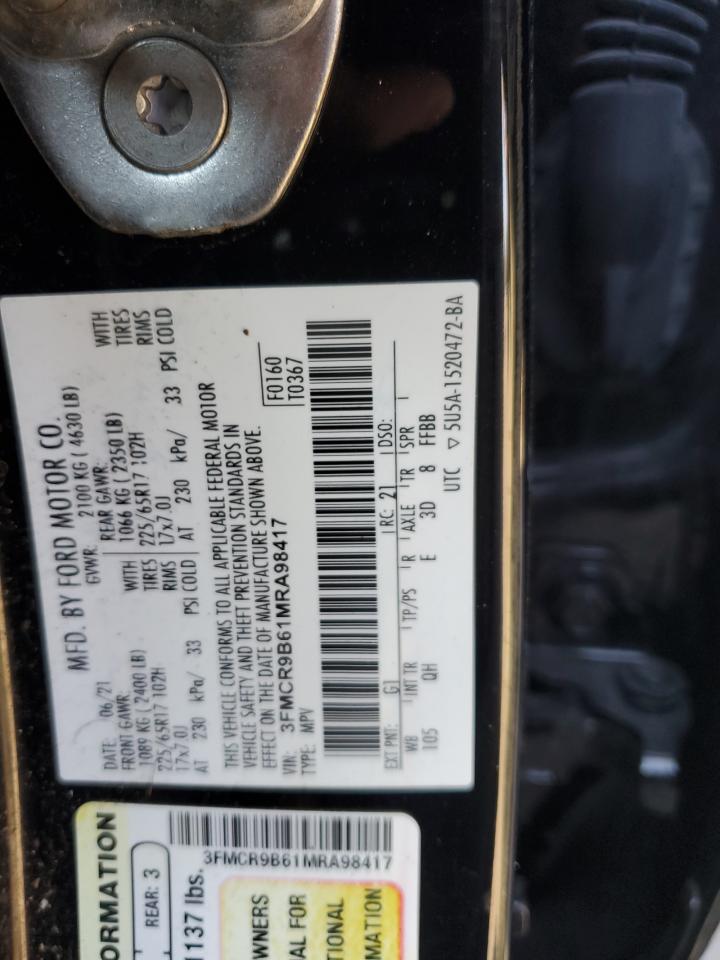 MFD. BY FORD MOTOR CO.
DATE: 06/21 GVWR: 2100 KG ( 4630 LB)
FRONT GAWR: REAR GAWR:
1089 KG ( 2400 LB) WITH 1066 KG ( 2350 LB) WITH
225/65R17 102H TIRES 225/65R17 102H TIRES
17x7.0J RIMS 17x7.0J RIMS
AT 230 kPa/ 33 PSI COLD AT 230 kPa/ 33 PSI COLD
THIS VEHICLE CONFORMS TO ALL APPLICABLE FEDERAL MOTOR
VEHICLE SAFETY AND THEFT PREVENTION STANDARDS IN
EFFECT ON THE DATE OF MANUFACTURE SHOWN ABOVE.
VIN: 3FMCR9B61MRA98417 F0160
TYPE: MPV T0367
EXT PNT: G1 RC: 21 DSO:
WB INT TR TP/PS R AXLE TR SPR
105 QH E 3D 8 FFBB
UTC ▽ 5U5A-1520472-BA
ORMATION
REAR: 3
1137 lbs.
3FMCR9B61MRA98417
WNERS
IAL FOR
TIONAL
RMATION